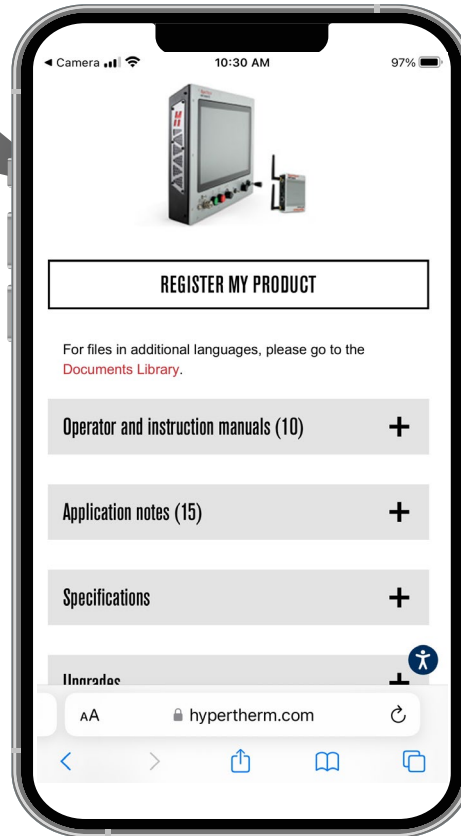 ◀ Camera
10:30 AM
97%
REGISTER MY PRODUCT
For files in additional languages, please go to the
Documents Library.
Operator and instruction manuals (10)
Application notes (15)
Specifications
Upgrades
AA
hypertherm.com